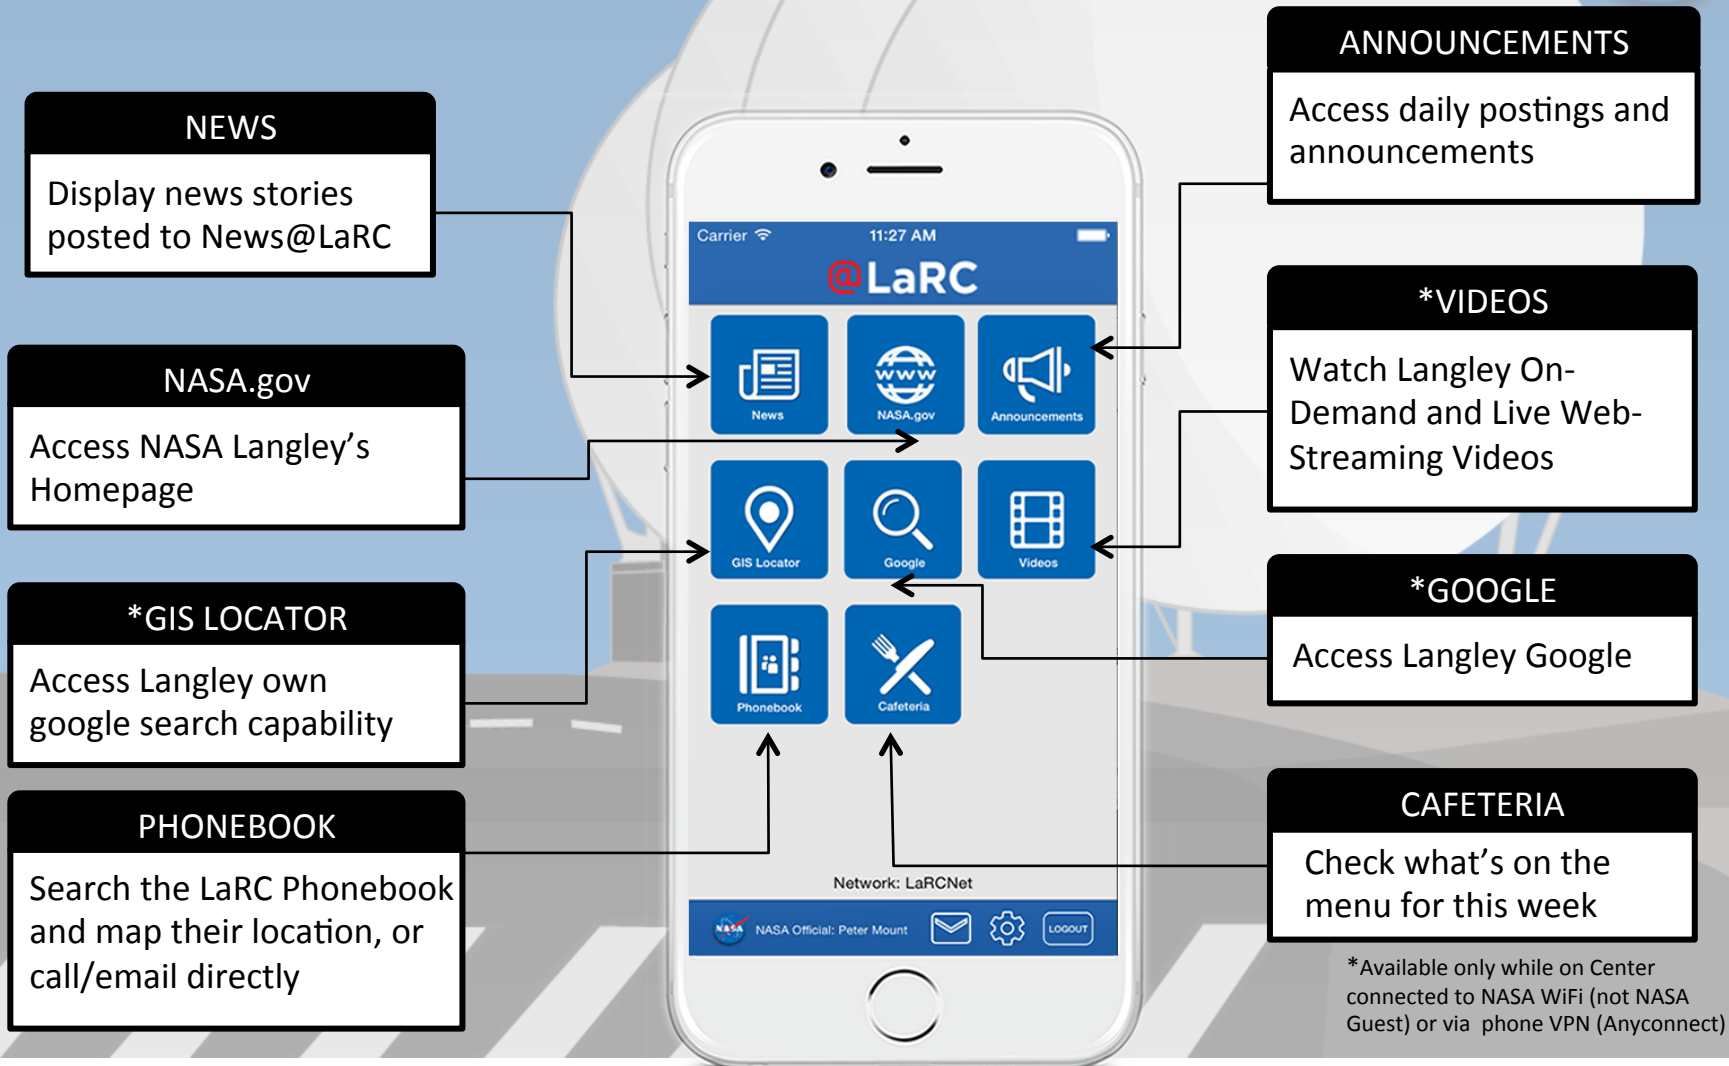 NEWS
Display news stories
posted to News@LaRC
NASA.gov
Access NASA Langley’s
Homepage
*GIS LOCATOR
Access Langley own
google search capability
PHONEBOOK
Search the LaRC Phonebook
and map their location, or
call/email directly
Carrier 11:27 AM
@LaRC
News NASA.gov Announcements
www
GIS Locator Google Videos
Phonebook Cafeteria
Network: LaRCNet
NASA NASA Official: Peter Mount LOGOUT
ANNOUNCEMENTS
Access daily postings and
announcements
*VIDEOS
Watch Langley On-
Demand and Live Web-
Streaming Videos
*GOOGLE
Access Langley Google
CAFETERIA
Check what’s on the
menu for this week
*Available only while on Center
connected to NASA WiFi (not NASA
Guest) or via phone VPN (Anyconnect)